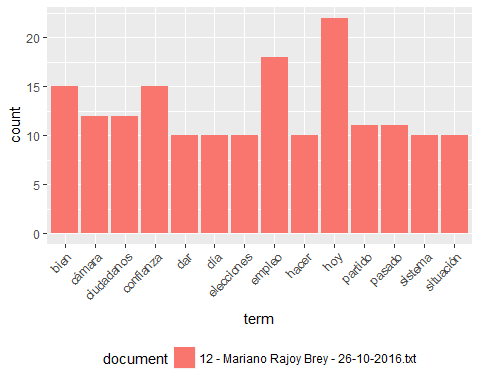 20
15
10
5
0
count
bien
cámara
ciudadanos
confianza
dar
día
elecciones
empleo
hacer
hoy
partido
pasado
sistema
situación
term
document 12 - Mariano Rajoy Brey - 26-10-2016.txt